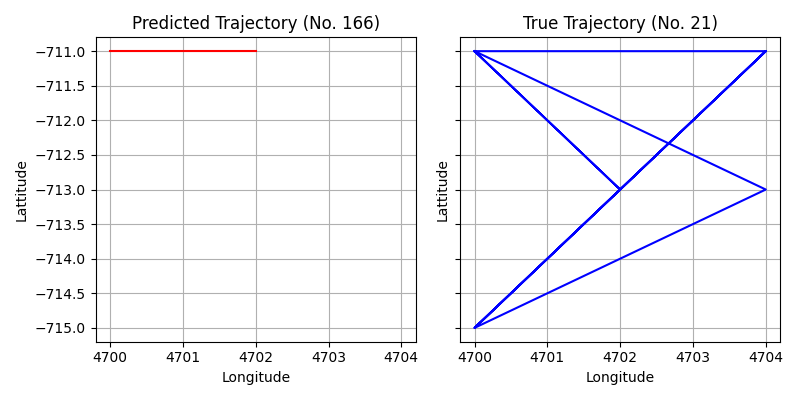 Predicted Trajectory (No. 166)
True Trajectory (No. 21)
Lattitude
−711.0
−711.5
−712.0
−712.5
−713.0
−713.5
−714.0
−714.5
−715.0
4700 4701 4702 4703 4704
Longitude
Lattitude
4700 4701 4702 4703 4704
Longitude